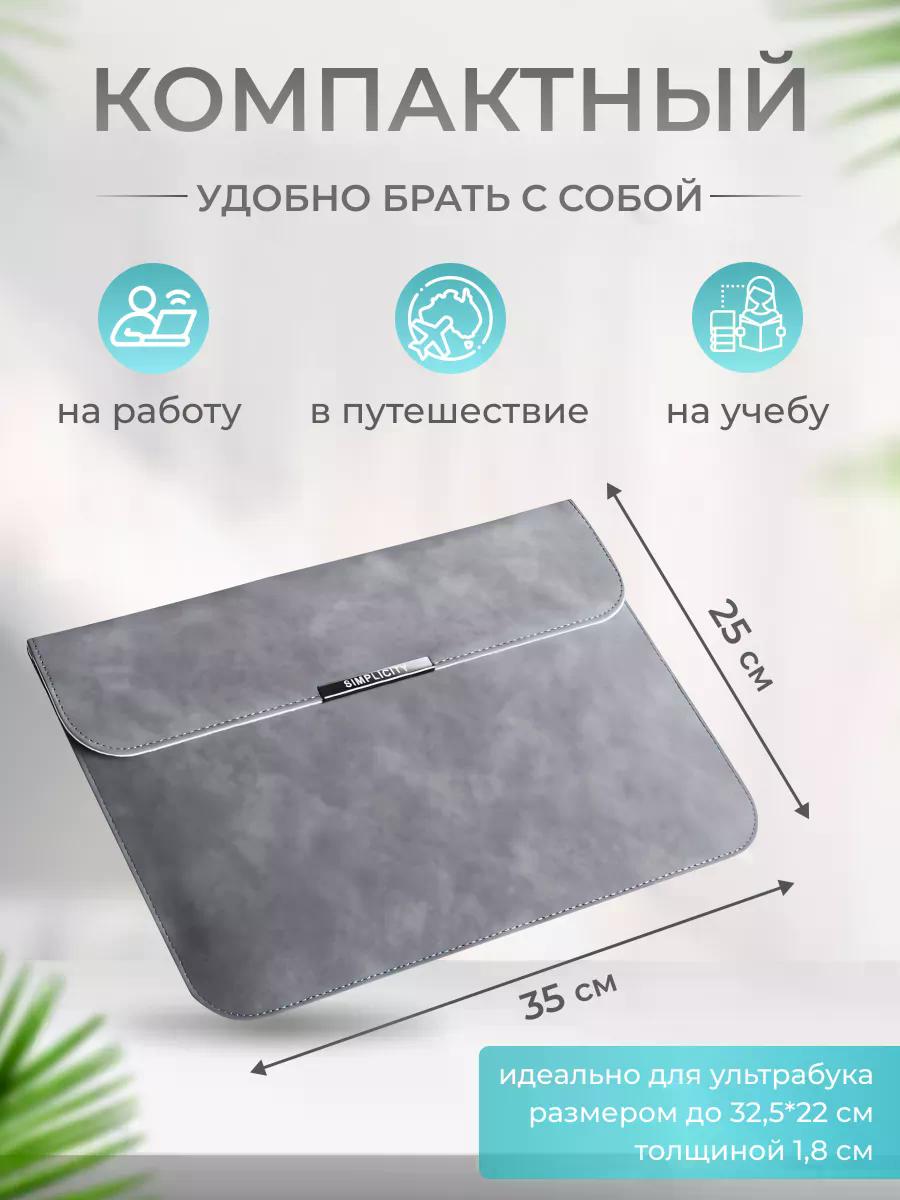 КОМПАКТНЫЙ
УДОБНО БРАТЬ С СОБОЙ
на работу
в путешествие
на учебу
SIMPLICITY
25 см
35 см
идеально для ультрабука
размером до 32,5*22 см
толщиной 1,8 см